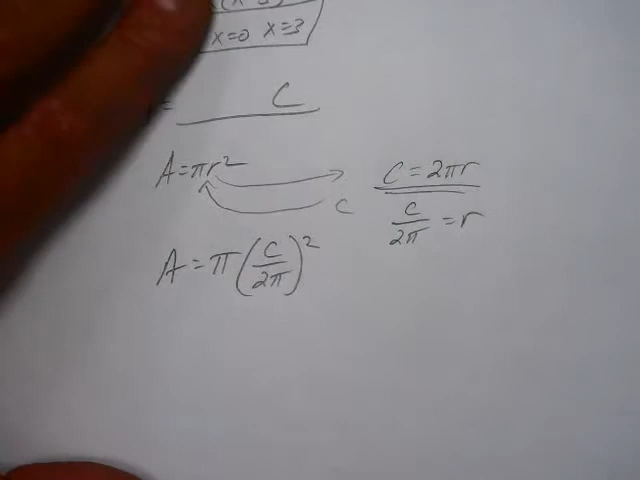 x=0 x=3
= C
A=πr²
C=2πr
C
C/2π = r
A=π(C/2π)²